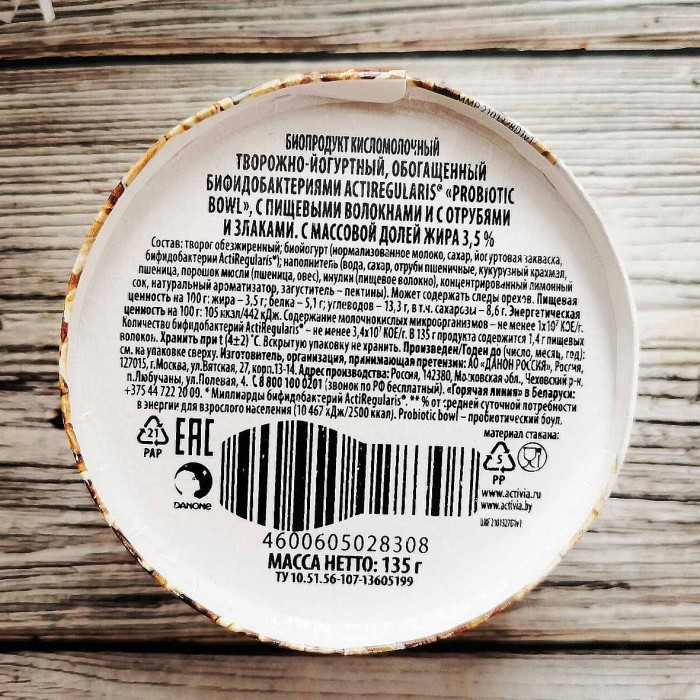 БИОПРОДУКТ КИСЛОМОЛОЧНЫЙ
ТВОРОЖНО-ЙОГУРТНЫЙ, ОБОГАЩЕННЫЙ
БИФИДОБАКТЕРИЯМИ ACTIREGULARIS® «PROBIOTIC
BOWL», С ПИЩЕВЫМИ ВОЛОКНАМИ И С ОТРУБЯМИ
И ЗЛАКАМИ. С МАССОВОЙ ДОЛЕЙ ЖИРА 3,5 %
Состав: творог обезжиренный; биойогурт (нормализованное молоко, сахар, йогуртовая закваска,
бифидобактерии ActiRegularis*); наполнитель (вода, сахар, отруби пшеничные, кукурузный крахмал,
пшеница, порошок мюсли (пшеница, овес), инулин (пищевое волокно), концентрированный лимонный
сок, натуральный ароматизатор, загуститель – пектины). Может содержать следы орехов. Пищевая
ценность на 100 г: жира – 3,5 г; белка – 5,1 г; углеводов – 13,3 г, в т.ч. сахарозы – 8,6 г. Энергетическая
ценность на 100 г: 105 ккал/442 кДж. Содержание молочнокислых микроорганизмов – не менее 1х10⁷ КОЕ/г.
Количество бифидобактерий ActiRegularis® – не менее 3,4х10⁷ КОЕ/г. В 135 г продукта содержится 1,4 г пищевых
волокон. Хранить при t (4±2) °С. Вскрытую упаковку не хранить. Произведен/Годен до (число, месяц, год):
см. на упаковке сверху. Изготовитель, организация, принимающая претензии: АО «ДАНОН РОССИЯ», Россия,
127015, г.Москва, ул.Вятская, 27, корп.13-14. Адрес производства: Россия, 142380, Московская обл., Чеховский р-н,
п.Любучаны, ул.Полевая, 4. С 8 800 100 0201 (звонок по РФ бесплатный). «Горячая линия» в Беларуси:
+375 44 722 20 09. * Миллиарды бифидобактерий ActiRegularis®. ** % от средней суточной потребности
в энергии для взрослого населения (10 467 кДж/2500 ккал). Probiotic bowl – пробиотический боул.
21
PAP
EAC
DANONE
материал стакана:
5
PP
www.activia.ru
www.activia.by
4600605028308
МАССА НЕТТО: 135 г
ТУ 10.51.56-107-13605199